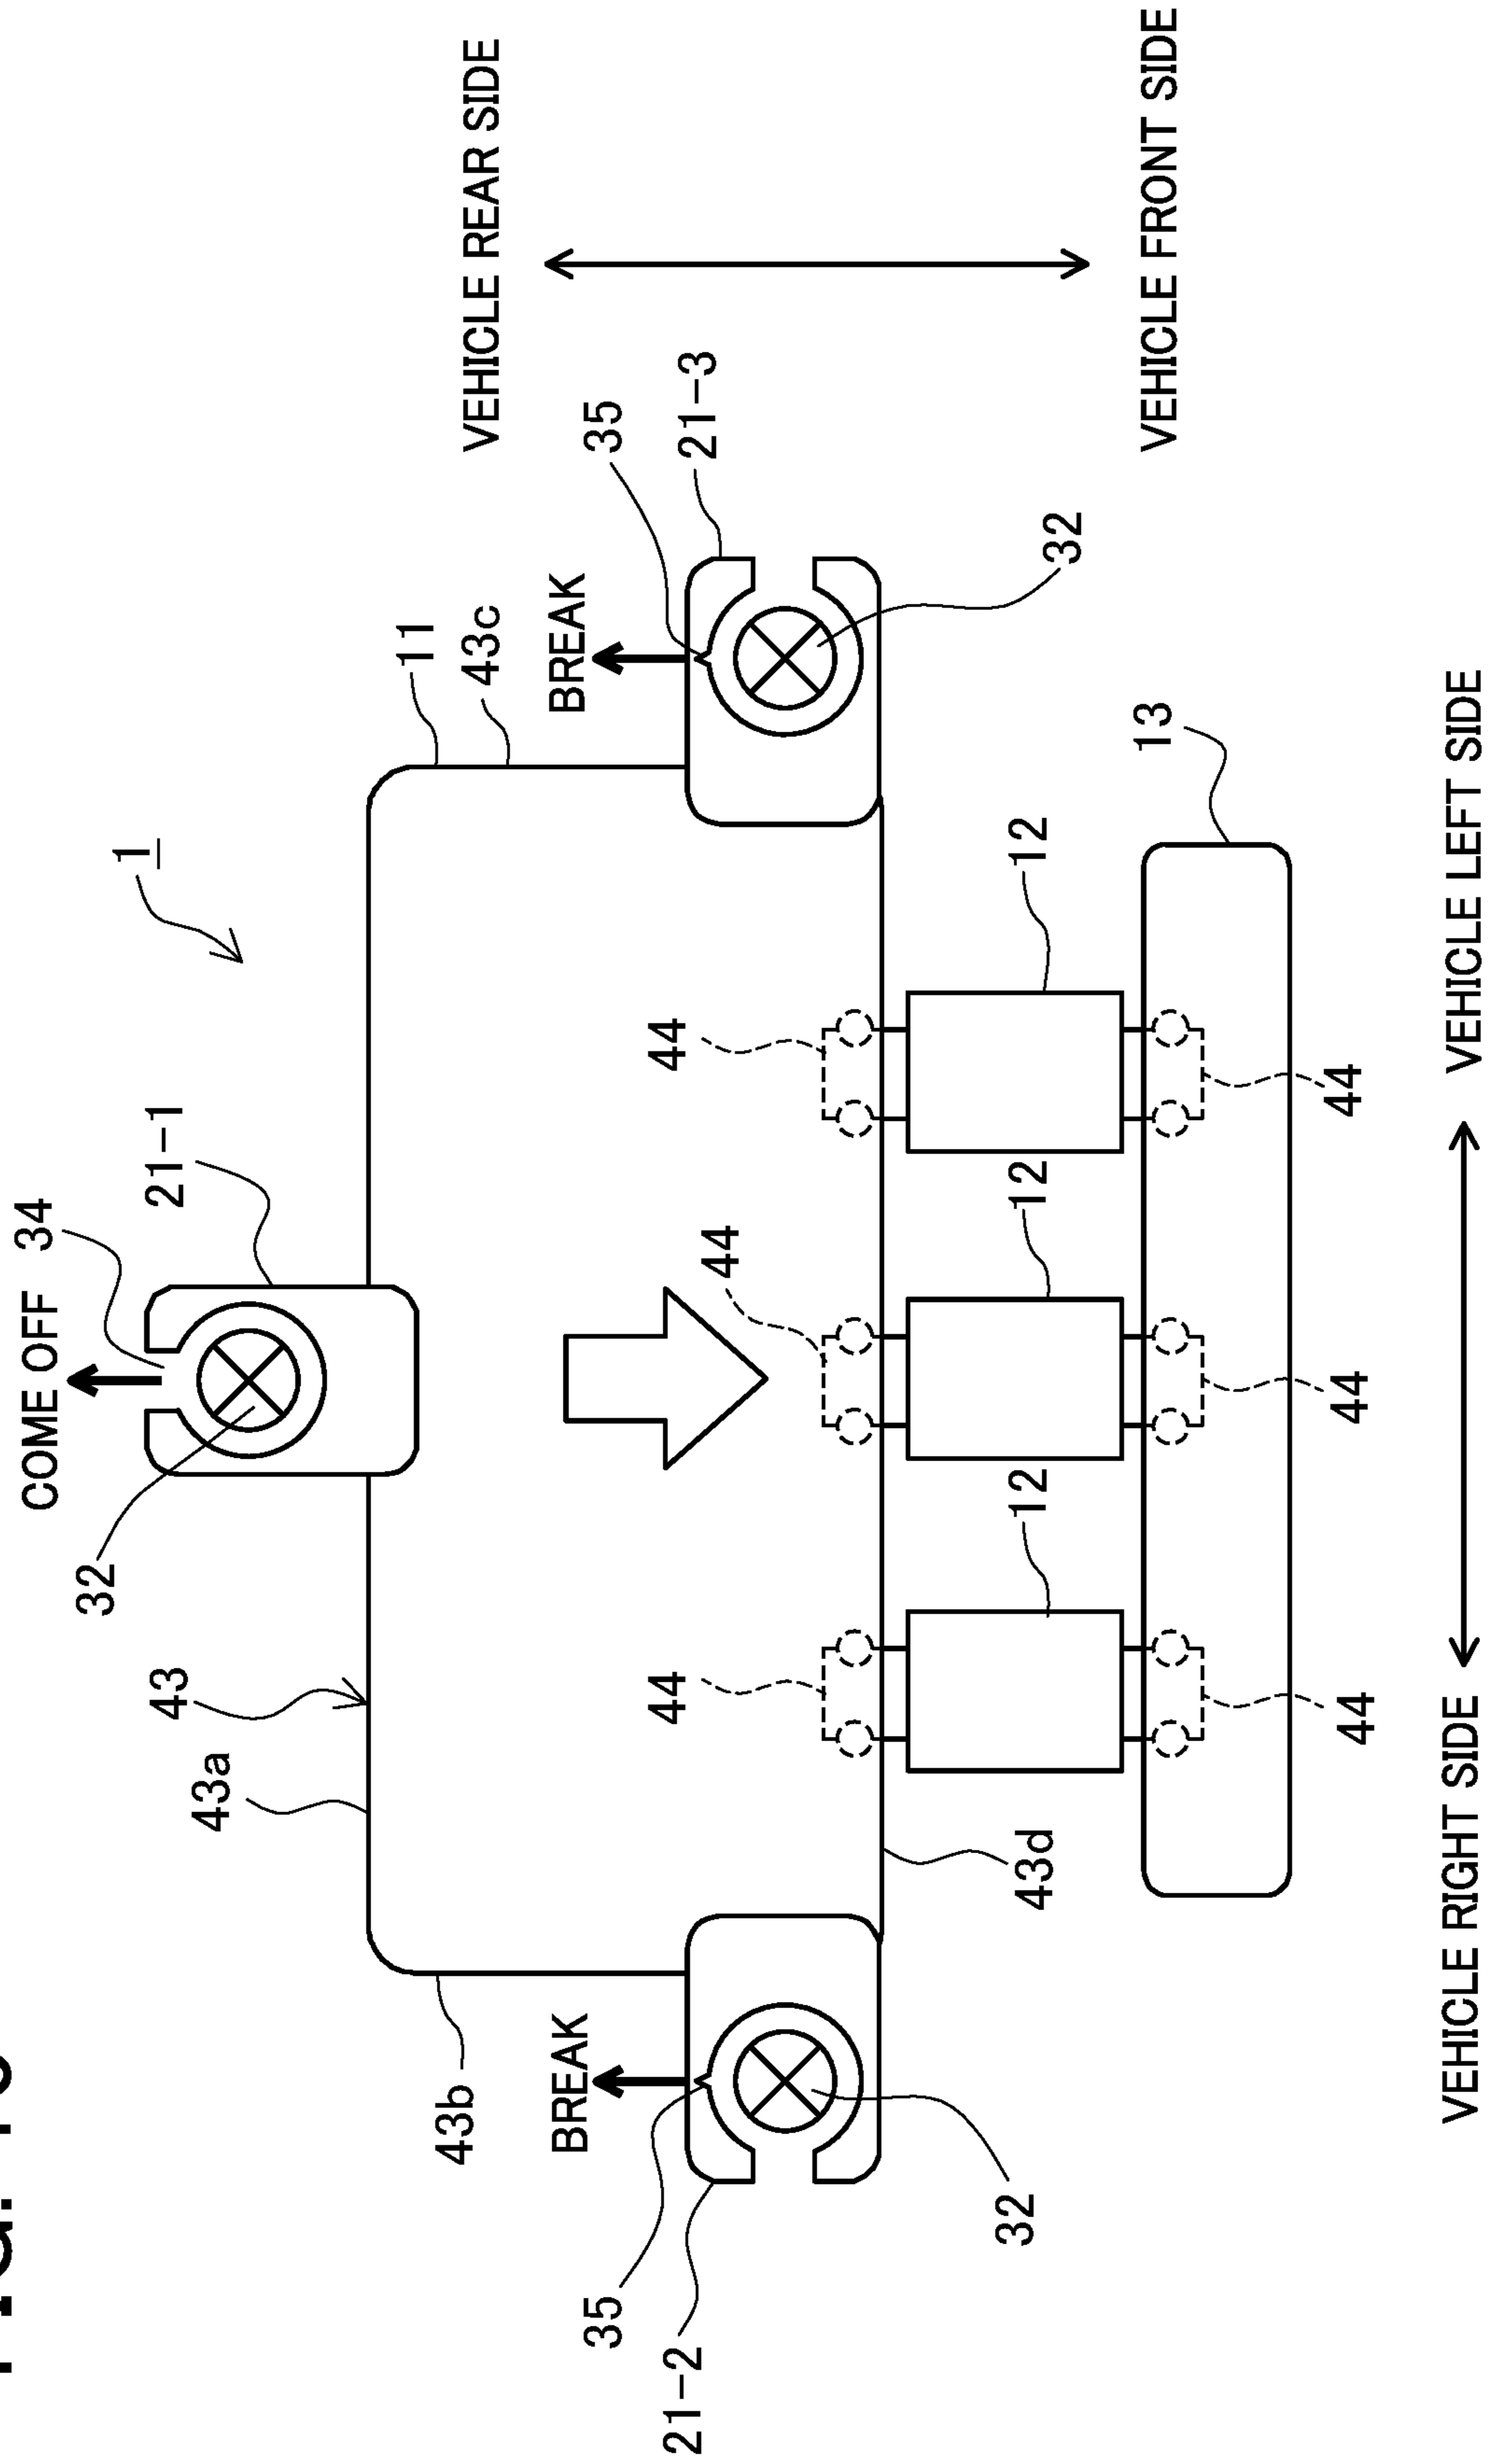 COME OFF
34
32
1
43
21-1
43a
11
43b
43c
VEHICLE REAR SIDE
BREAK
BREAK
35
35
21-2
44
44
44
21-3
32
43d
12
12
12
32
13
VEHICLE FRONT SIDE
44
44
44
VEHICLE RIGHT SIDE
VEHICLE LEFT SIDE